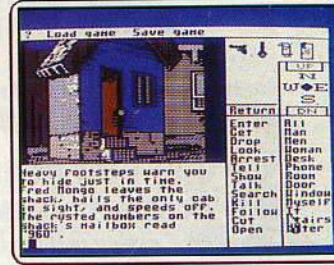 ? Load game Save game
UP
N
W E
S
Return DN
Enter All
Get Man
Drop Men
Look Woman
Arrest Desk
Tell Phone
Show Room
Talk Door
Search Window
Kill Myself
Follow It
Cut
Open
Heavy footsteps warn you
to hide just in time.
Fred Mongo leaves the
shack, hails the only cab
in sight, and speeds off.
The rusted numbers on the
shack's mailbox read
"960".